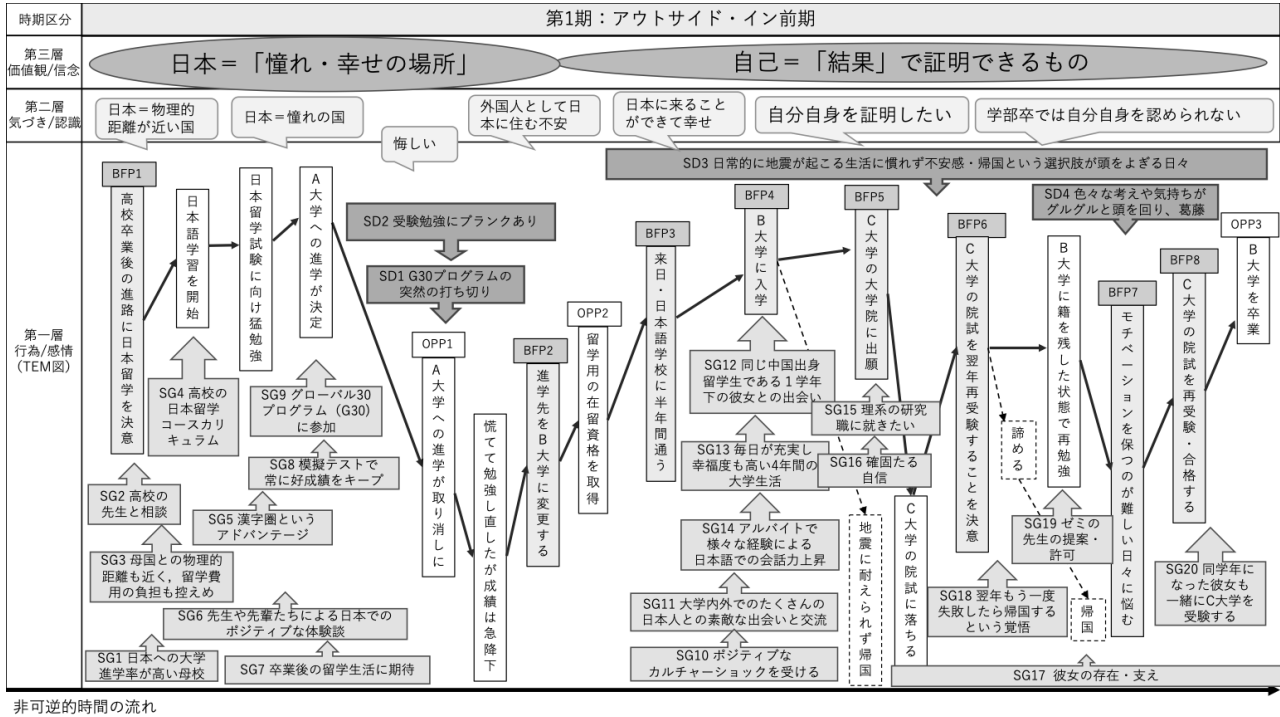 時期区分
第1期：アウトサイド・イン前期
第三層
価値観/信念
日本＝「憧れ・幸せの場所」
自己＝「結果」で証明できるもの
第二層
気づき/認識
日本＝物理的
距離が近い国
日本＝憧れの国
悔しい
外国人として日
本に住む不安
日本に来ること
ができて幸せ
自分自身を証明したい
学部卒では自分自身を認められない
第一層
行為/感情
（TEM図）
SD3 日常的に地震が起こる生活に慣れず不安感・帰国という選択肢が頭をよぎる日々
BFP1
高校卒業後の進路に日本留学を決意
日本語学習を開始
日本留学試験に向け猛勉強
A大学への進学が決定
SD2 受験勉強にブランクあり
SD1 G30プログラムの
突然の打ち切り
OPP1
A大学への進学が取り消しに
慌てて勉強し直したが成績は急降下
BFP2
進学先をB大学に変更する
OPP2
留学用の在留資格を取得
BFP3
来日・日本語学校に半年間通う
BFP4
B大学に入学
BFP5
C大学の大学院に出願
C大学の院試に落ちる
地震に耐えられず帰国
BFP6
C大学の院試を翌年再受験することを決意
諦める
帰国
SD4 色々な考えや気持ちが
グルグルと頭を回り、葛藤
B大学に籍を残した状態で再勉強
BFP7
モチベーションを保つのが難しい日々に悩む
BFP8
C大学の院試を再受験・合格する
OPP3
B大学を卒業
SG4 高校の
日本留学
コースカリ
キュラム
SG9 グローバル30
プログラム（G30）
に参加
SG8 模擬テストで
常に好成績をキープ
SG2 高校の
先生と相談
SG5 漢字圏という
アドバンテージ
SG3 母国との物理的
距離も近く，留学費
用の負担も控えめ
SG6 先生や先輩たちによる日本での
ポジティブな体験談
SG1 日本への大学
進学率が高い母校
SG7 卒業後の留学生活に期待
SG12 同じ中国出身
留学生である１学年
下の彼女との出会い
SG13 毎日が充実し
幸福度も高い4年間の
大学生活
SG14 アルバイトで
様々な経験による
日本語での会話力上昇
SG11 大学内外でのたくさんの
日本人との素敵な出会いと交流
SG10 ポジティブな
カルチャーショックを受ける
SG15 理系の研究
職に就きたい
SG16 確固たる
自信
SG18 翌年もう一度
失敗したら帰国する
という覚悟
SG19 ゼミの
先生の提案・
許可
SG20 同学年に
なった彼女も
一緒にC大学を
受験する
SG17 彼女の存在・支え
非可逆的時間の流れ